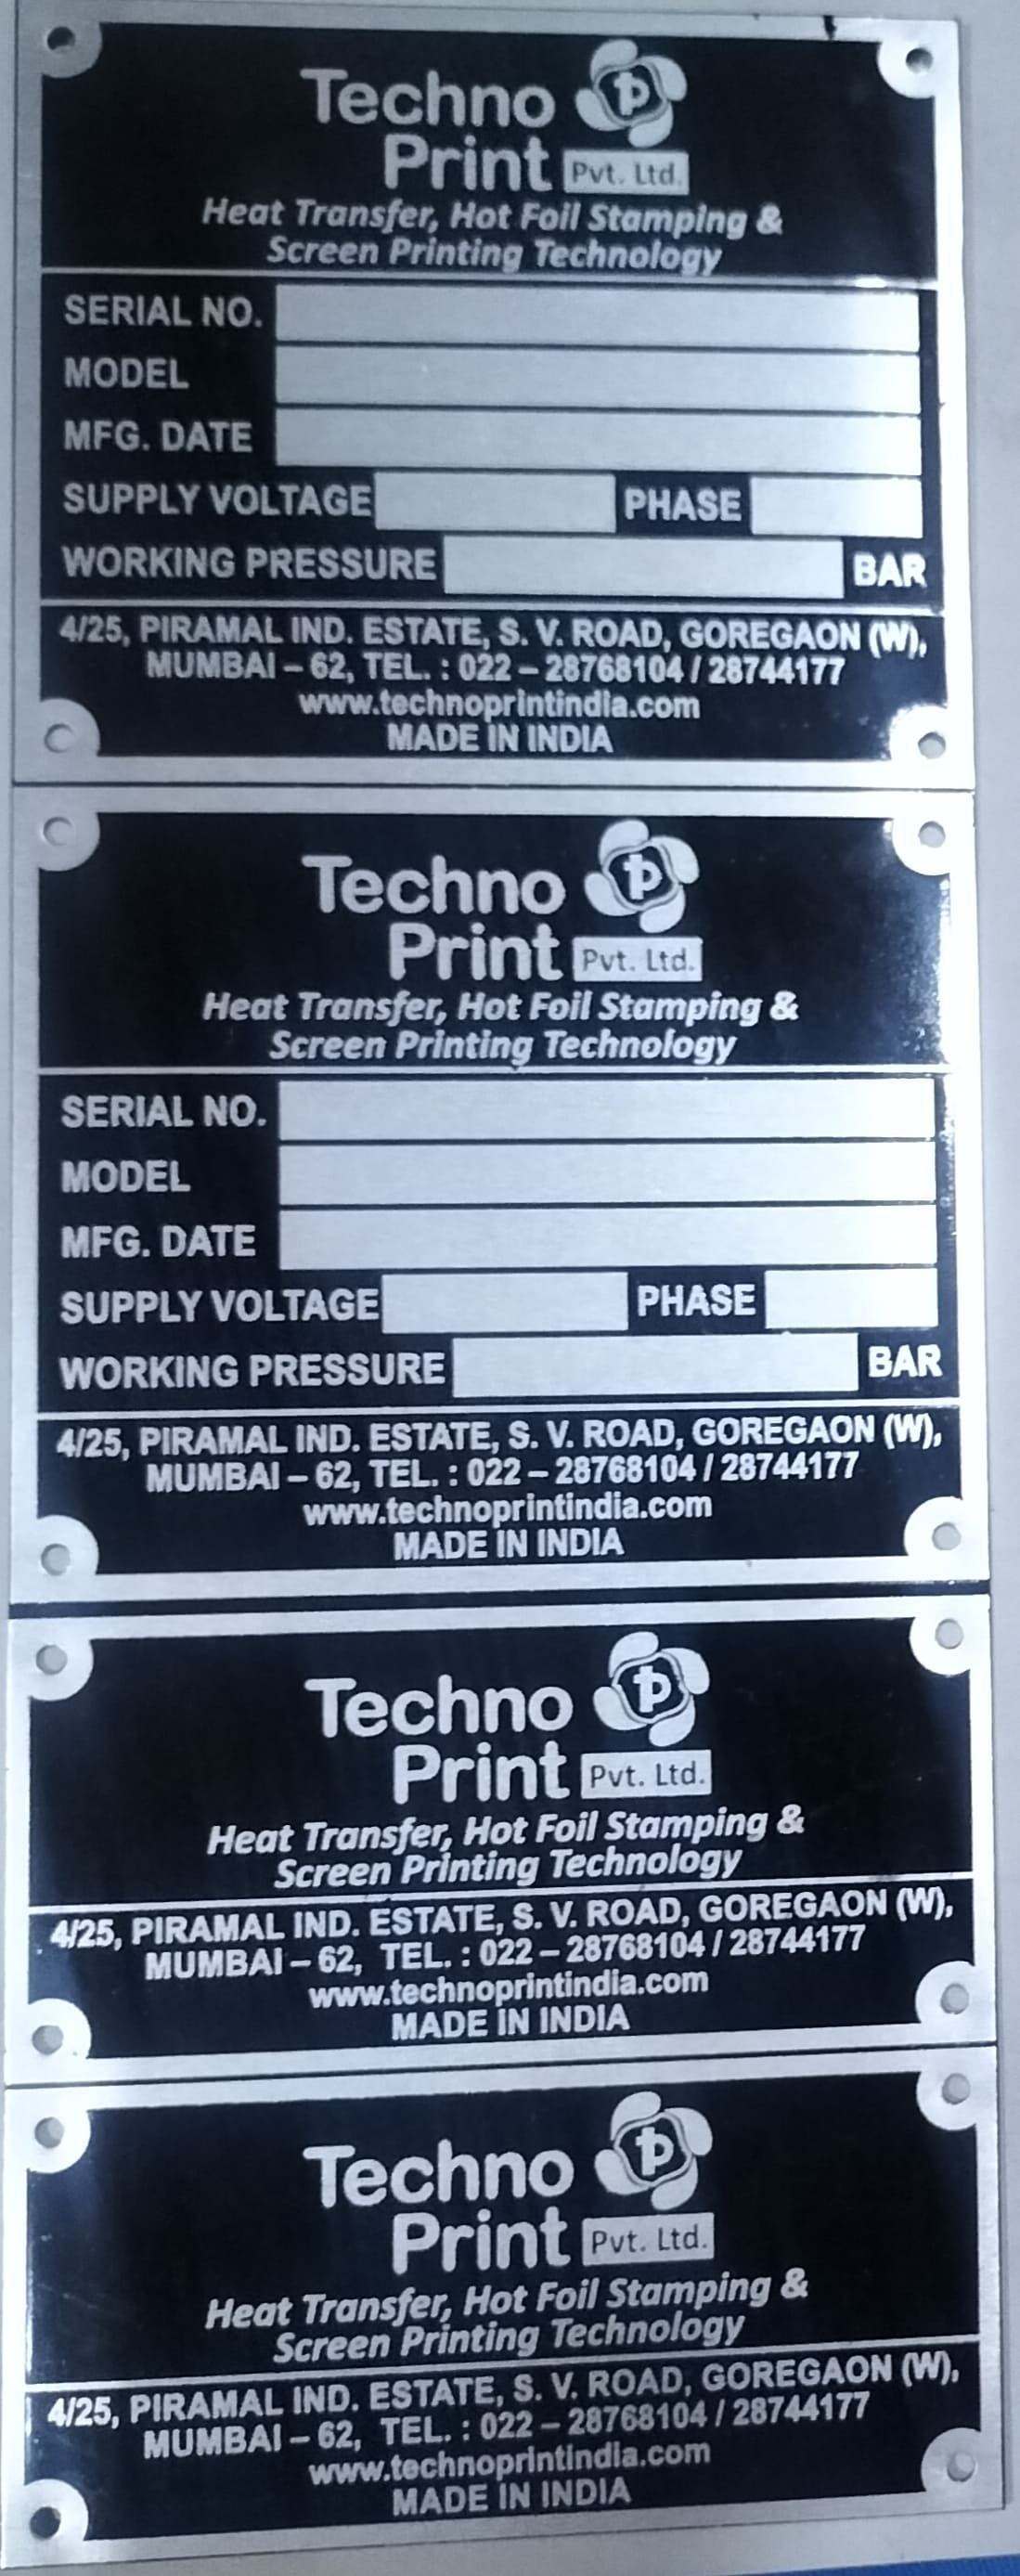 Techno
Print Pvt. Ltd.
Heat Transfer, Hot Foil Stamping &
Screen Printing Technology
SERIAL NO.
MODEL
MFG. DATE
SUPPLY VOLTAGE PHASE
WORKING PRESSURE BAR
4/25, PIRAMAL IND. ESTATE, S. V. ROAD, GOREGAON (W),
MUMBAI – 62, TEL. : 022 – 28768104 / 28744177
www.technoprintindia.com
MADE IN INDIA
Techno
Print Pvt. Ltd.
Heat Transfer, Hot Foil Stamping &
Screen Printing Technology
SERIAL NO.
MODEL
MFG. DATE
SUPPLY VOLTAGE PHASE
WORKING PRESSURE BAR
4/25, PIRAMAL IND. ESTATE, S. V. ROAD, GOREGAON (W),
MUMBAI – 62, TEL. : 022 – 28768104 / 28744177
www.technoprintindia.com
MADE IN INDIA
Techno
Print Pvt. Ltd.
Heat Transfer, Hot Foil Stamping &
Screen Printing Technology
4/25, PIRAMAL IND. ESTATE, S. V. ROAD, GOREGAON (W),
MUMBAI – 62, TEL. : 022 – 28768104 / 28744177
www.technoprintindia.com
MADE IN INDIA
Techno
Print Pvt. Ltd.
Heat Transfer, Hot Foil Stamping &
Screen Printing Technology
4/25, PIRAMAL IND. ESTATE, S. V. ROAD, GOREGAON (W),
MUMBAI – 62, TEL. : 022 – 28768104 / 28744177
www.technoprintindia.com
MADE IN INDIA